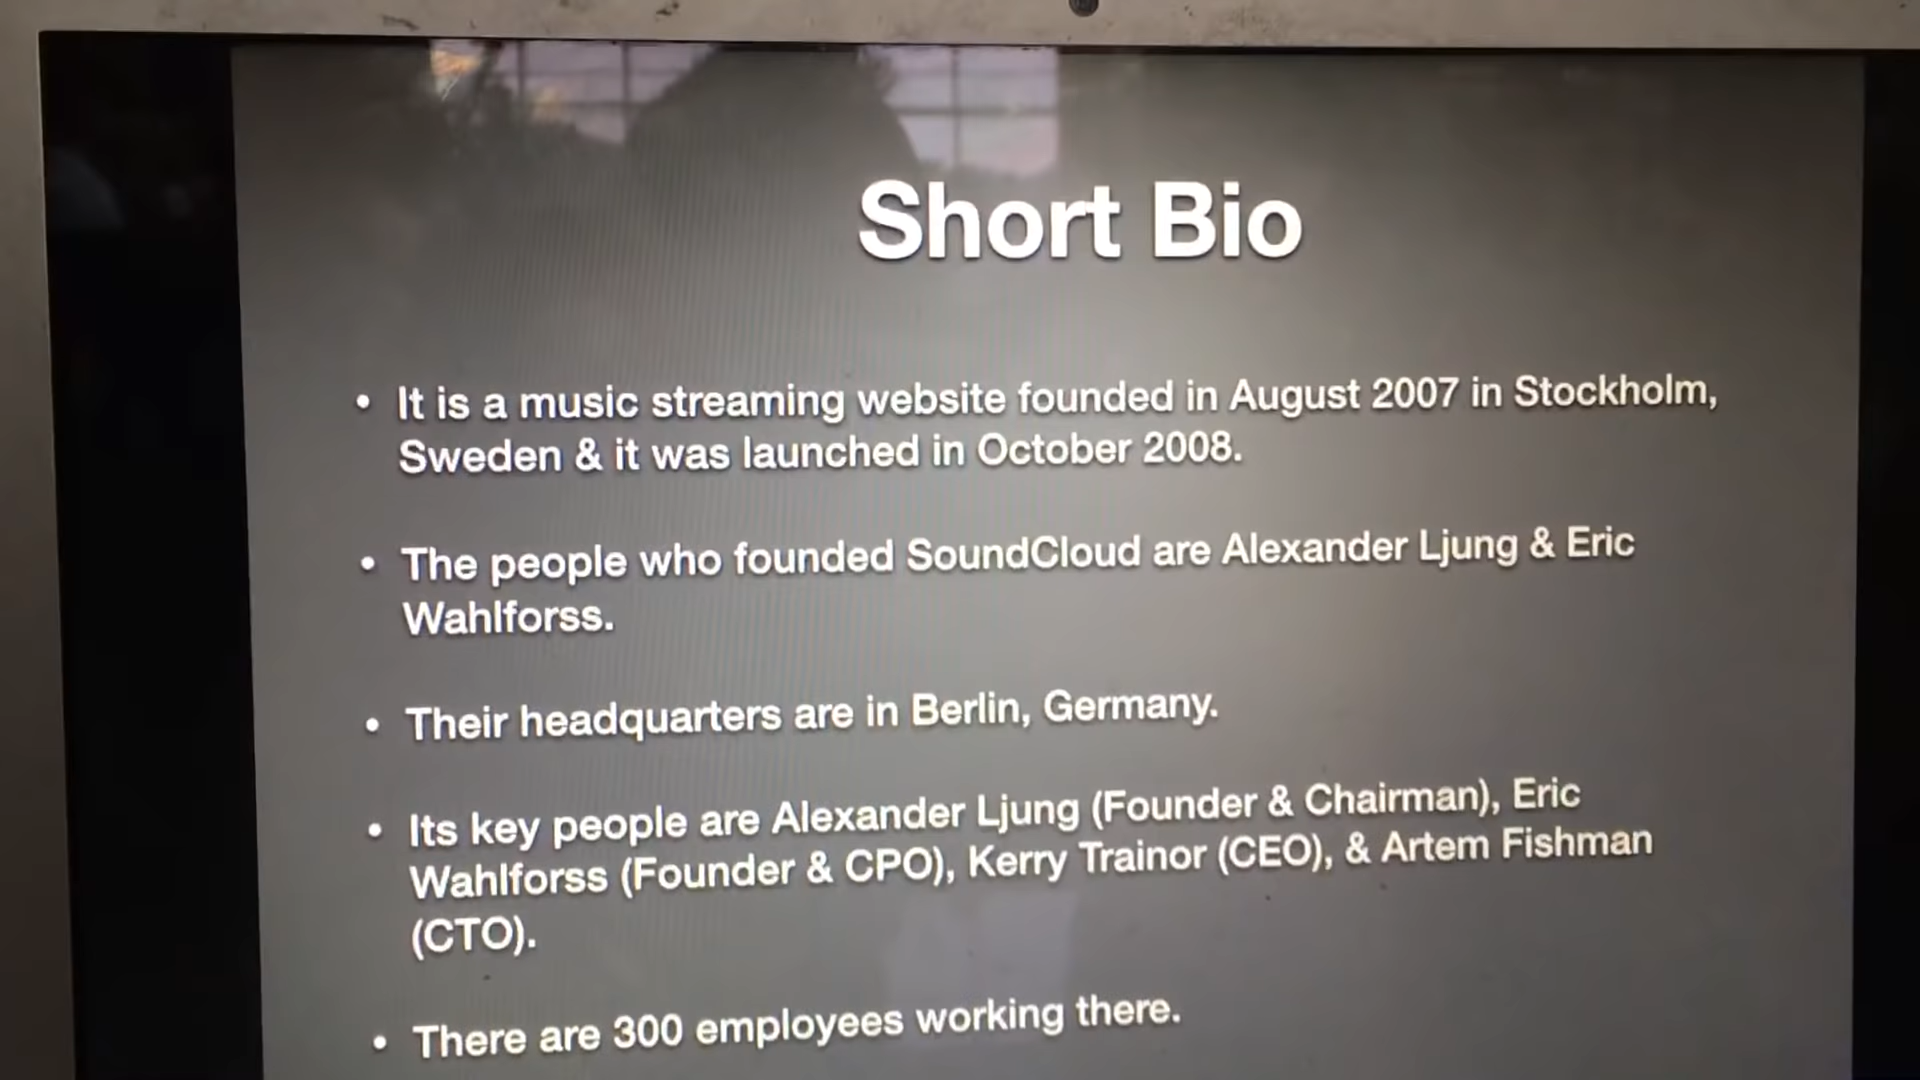 Short Bio
• It is a music streaming website founded in August 2007 in Stockholm,
Sweden & it was launched in October 2008.
• The people who founded SoundCloud are Alexander Ljung & Eric
Wahlforss.
• Their headquarters are in Berlin, Germany.
• Its key people are Alexander Ljung (Founder & Chairman), Eric
Wahlforss (Founder & CPO), Kerry Trainor (CEO), & Artem Fishman
(CTO).
• There are 300 employees working there.